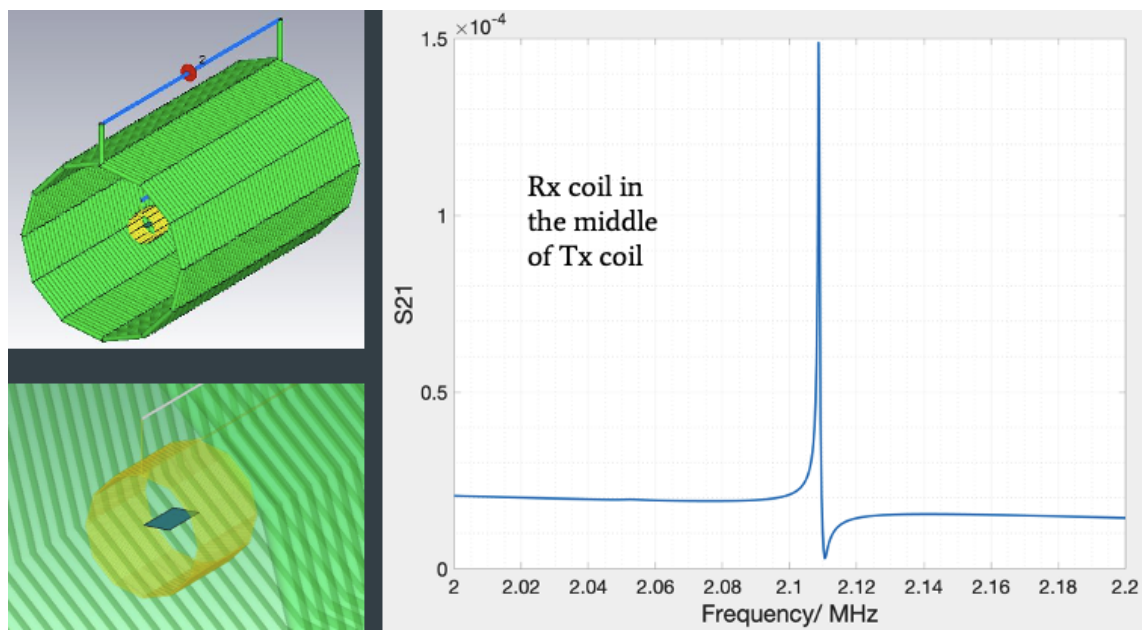 2
×10⁻⁴
1.5
1
0.5
0
S21
Rx coil in
the middle
of Tx coil
2 2.02 2.04 2.06 2.08 2.1 2.12 2.14 2.16 2.18 2.2
Frequency/ MHz